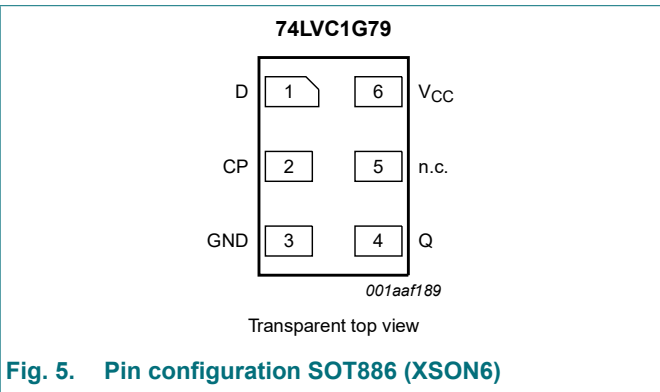 74LVC1G79
D 1 6 VCC
CP 2 5 n.c.
GND 3 4 Q
001aaf189
Transparent top view
Fig. 5. Pin configuration SOT886 (XSON6)